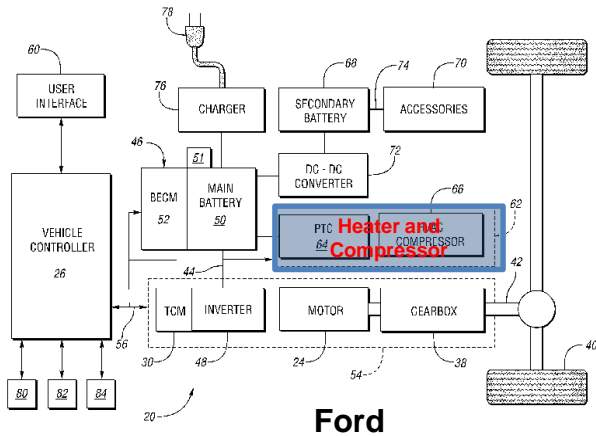 78
60
USER
INTERFACE
76
CHARGER
68
SECONDARY
BATTERY
74
70
ACCESSORIES
46
51
BECM
52
MAIN
BATTERY
50
DC - DC
CONVERTER
72
VEHICLE
CONTROLLER
26
66
62
PTC
64
HVAC
COMPRESSOR
Heater and
Compressor
44
42
56
TCM
INVERTER
MOTOR
GEARBOX
30
48
24
38
54
40
80
82
84
20
Ford